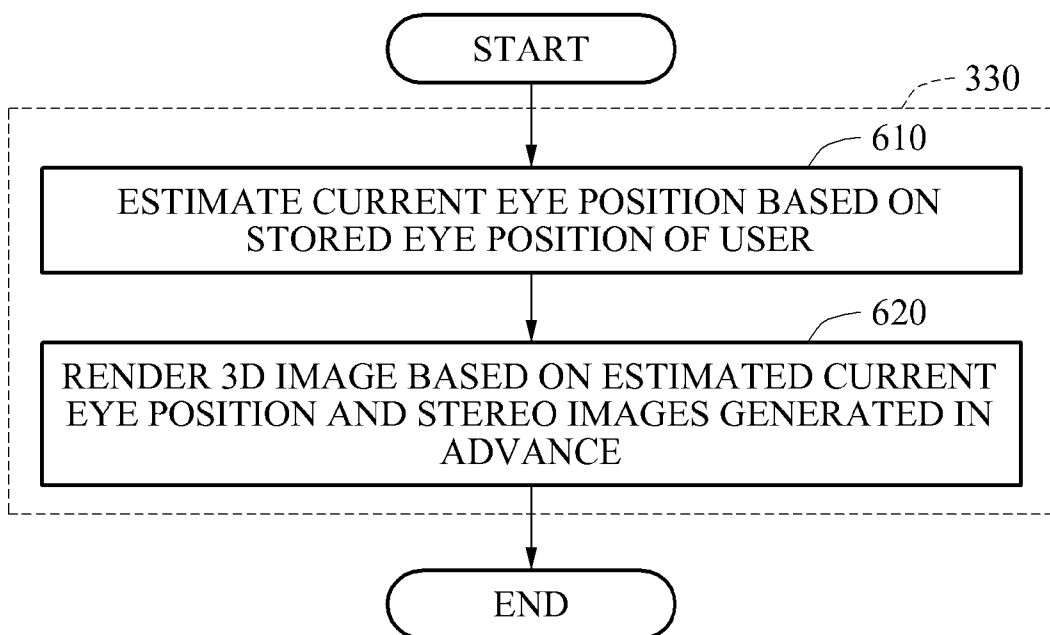 START
330
610
ESTIMATE CURRENT EYE POSITION BASED ON
STORED EYE POSITION OF USER
620
RENDER 3D IMAGE BASED ON ESTIMATED CURRENT
EYE POSITION AND STEREO IMAGES GENERATED IN
ADVANCE
END